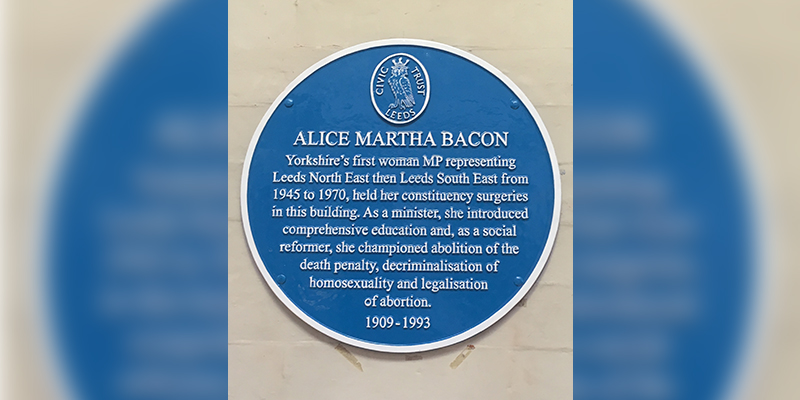 CIVIC TRUST
LEEDS
ALICE MARTHA BACON
Yorkshire's first woman MP representing
Leeds North East then Leeds South East from
1945 to 1970, held her constituency surgeries
in this building. As a minister, she introduced
comprehensive education and, as a social
reformer, she championed abolition of the
death penalty, decriminalisation of
homosexuality and legalisation
of abortion.
1909-1993